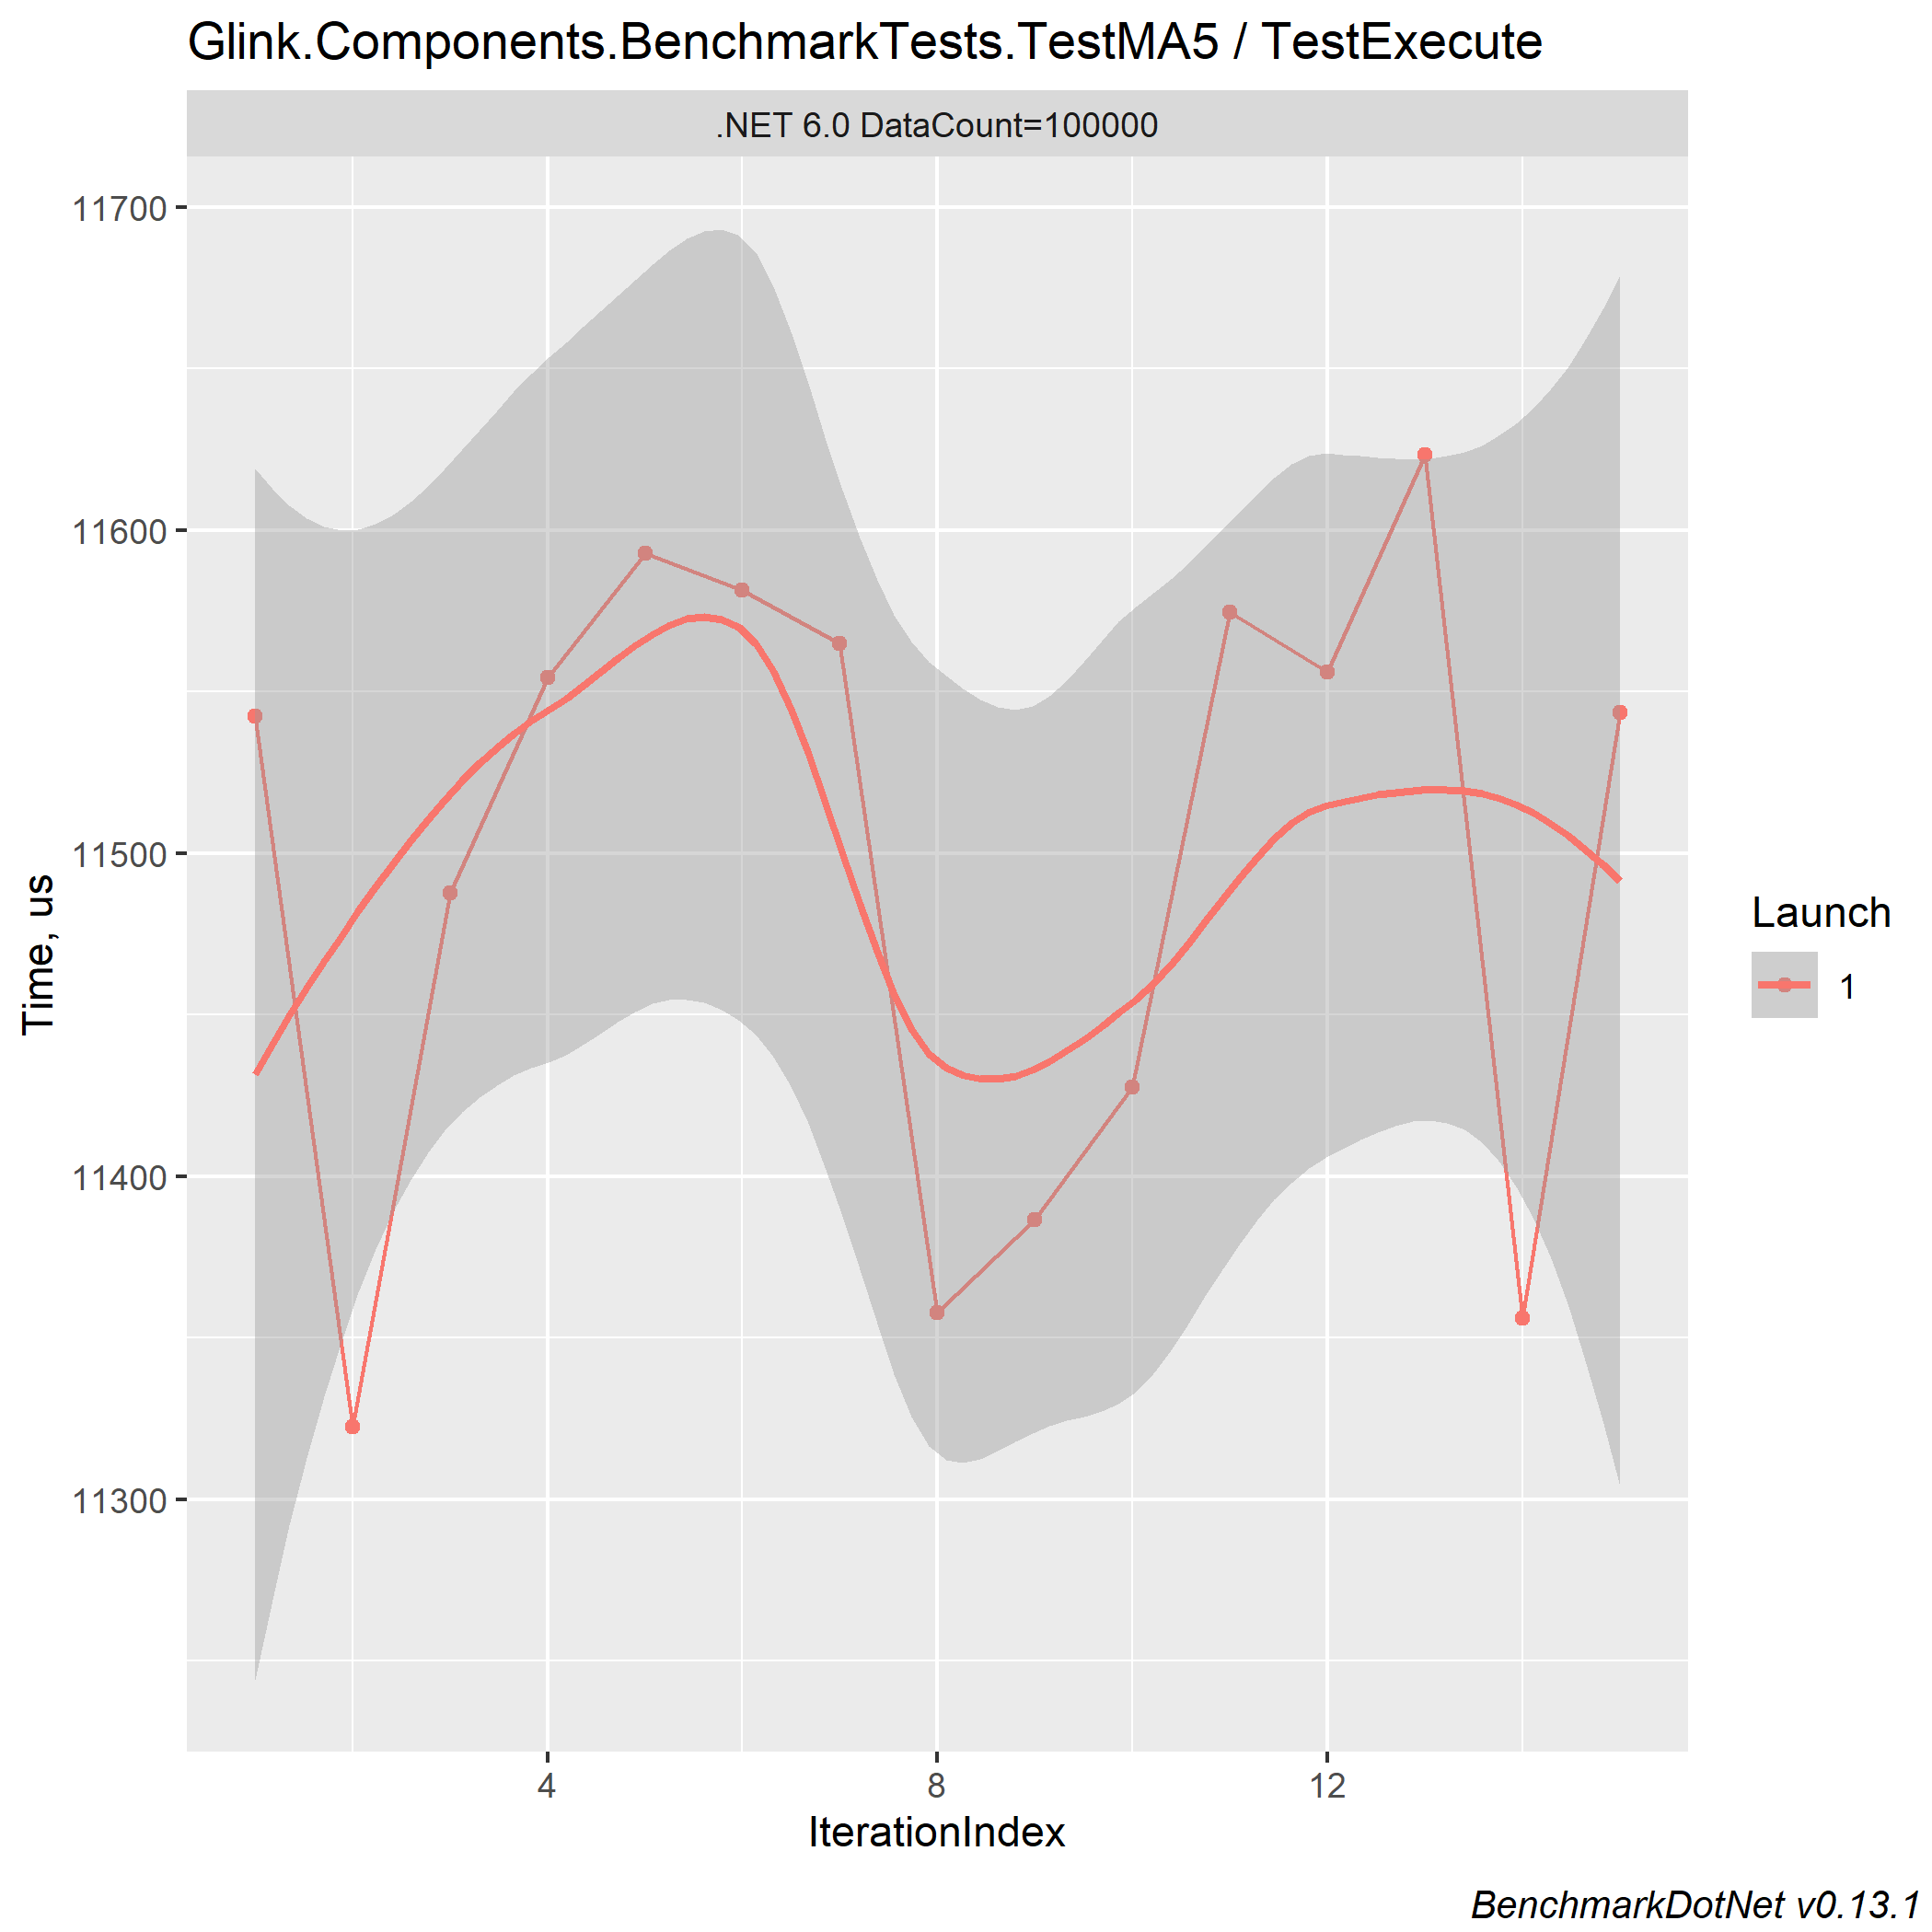 Glink.Components.BenchmarkTests.TestMA5 / TestExecute
.NET 6.0 DataCount=100000
11700
11600
11500
11400
11300
Time, us
4
8
12
IterationIndex
Launch
1
BenchmarkDotNet v0.13.1